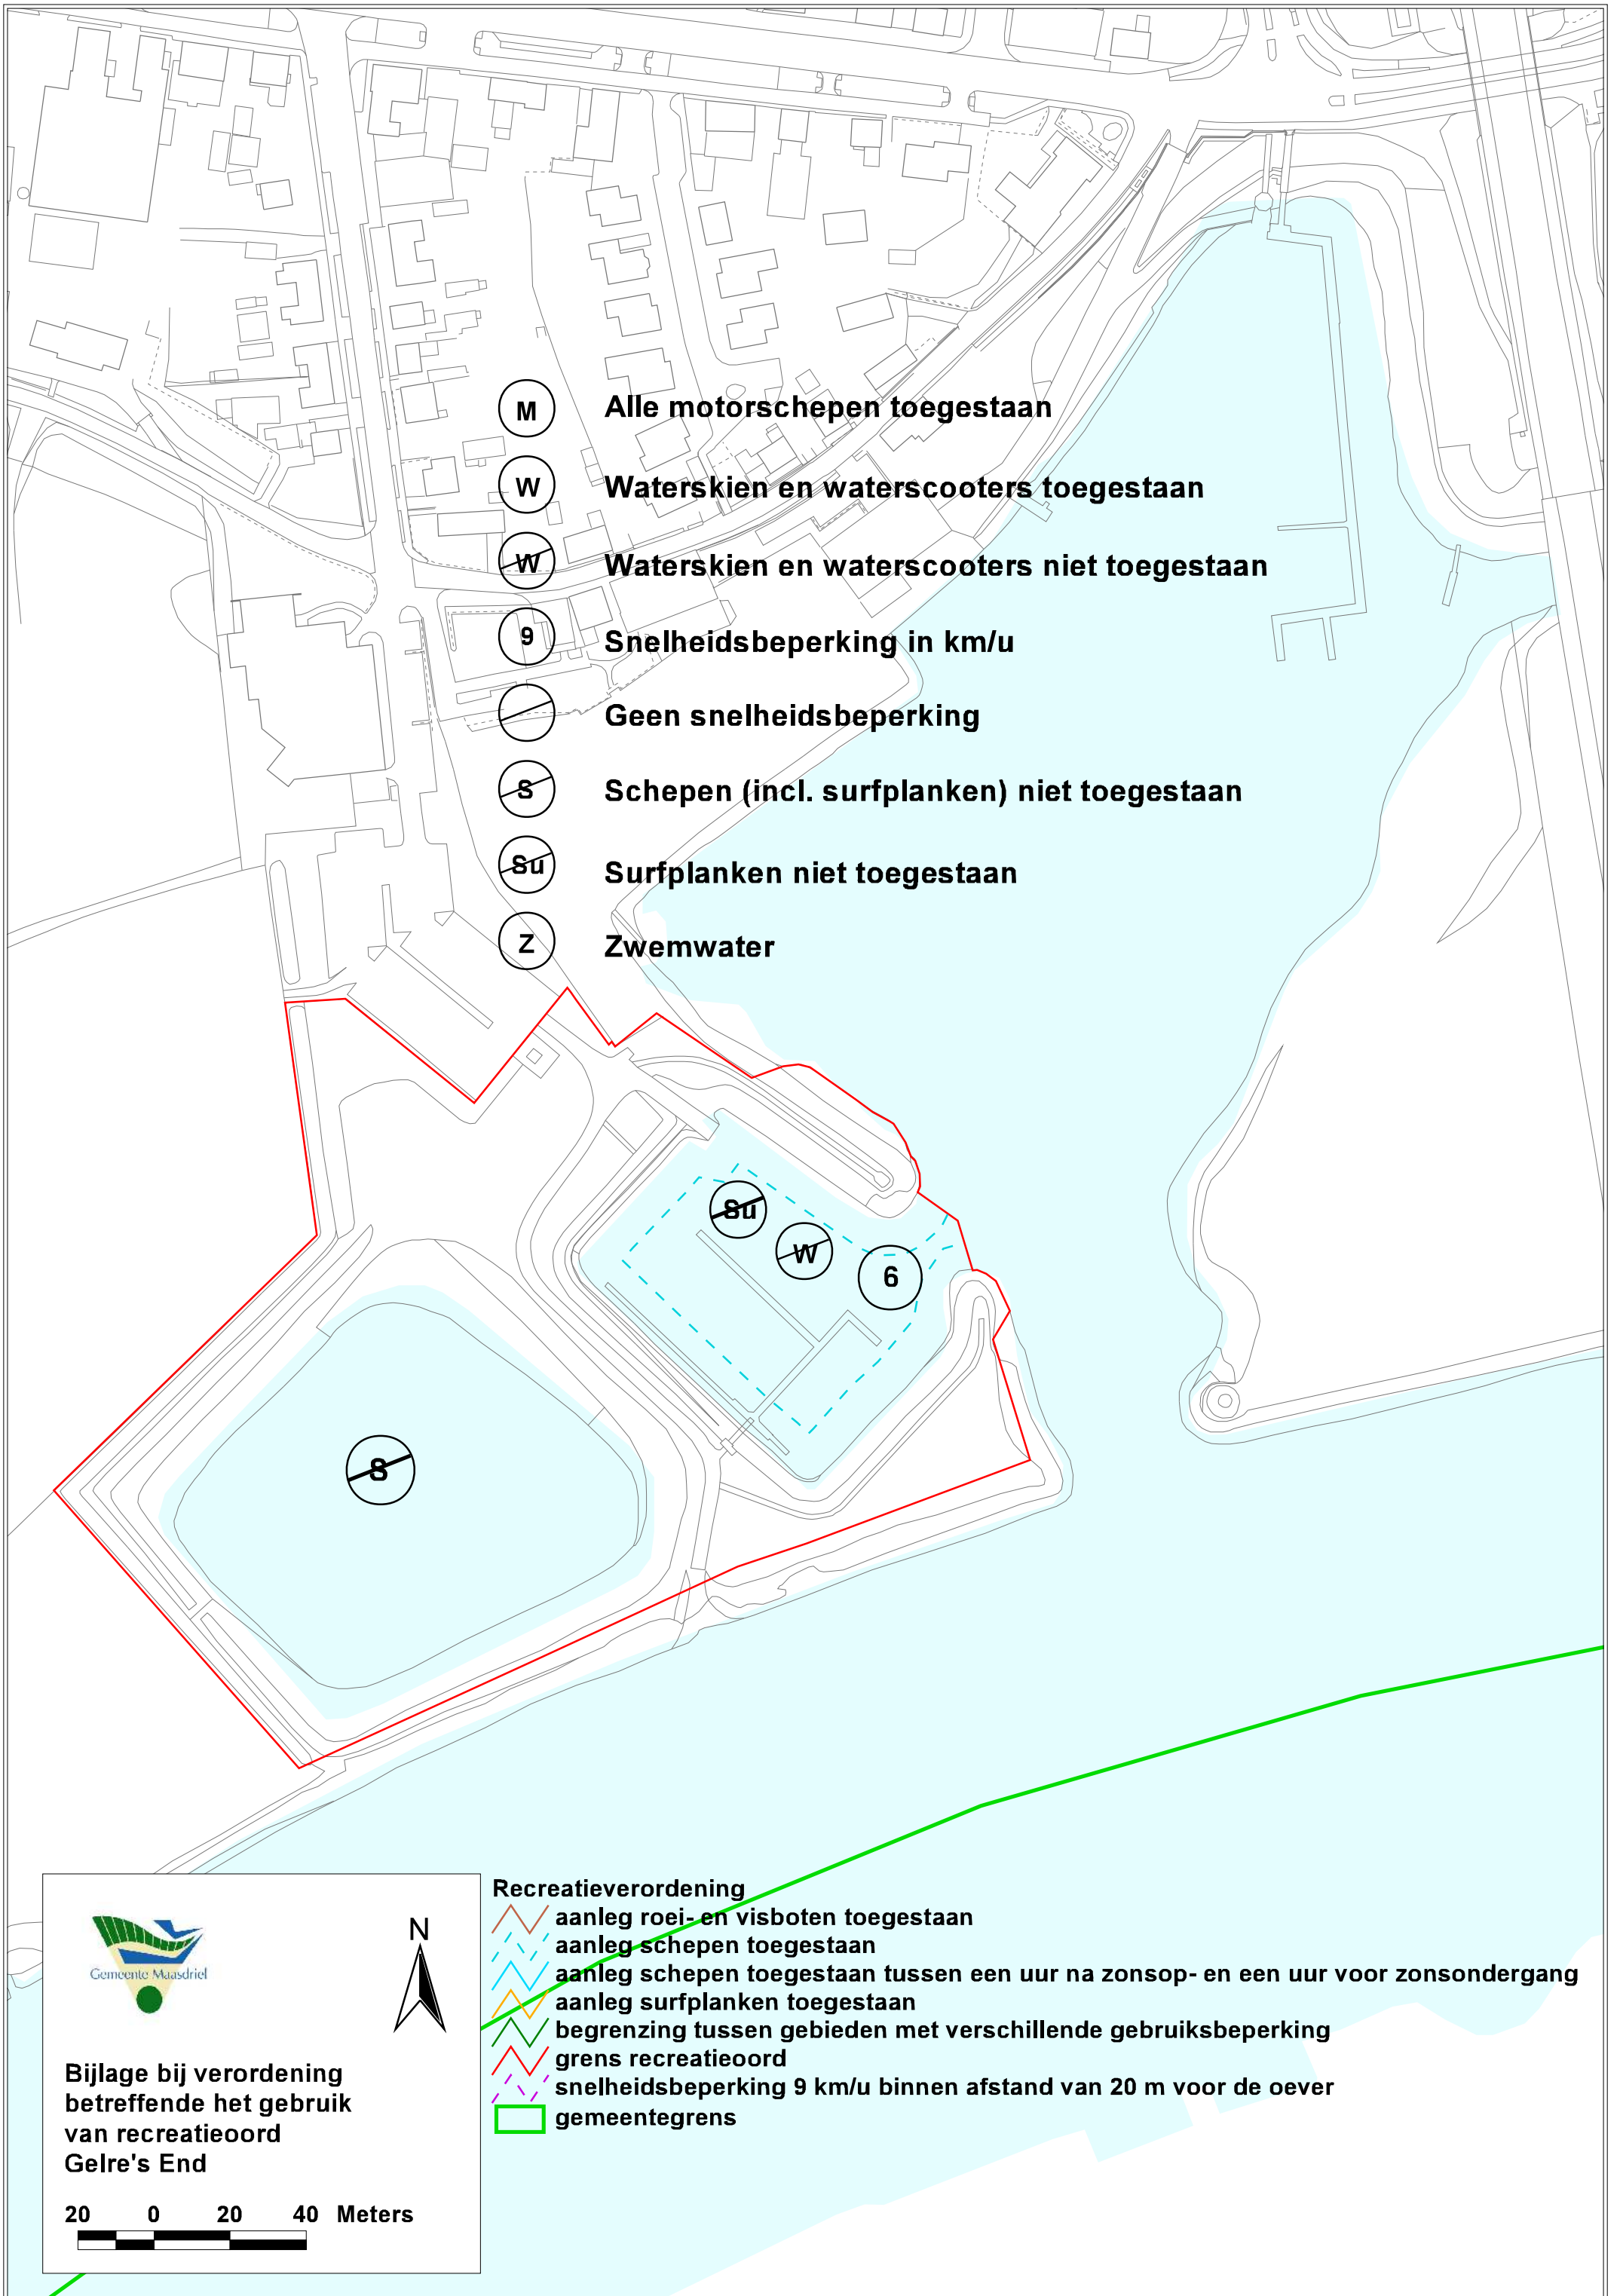 M Alle motorschepen toegestaan
W Waterskien en waterscooters toegestaan
W Waterskien en waterscooters niet toegestaan
9 Snelheidsbeperking in km/u
Geen snelheidsbeperking
S Schepen (incl. surfplanken) niet toegestaan
Su Surfplanken niet toegestaan
Z Zwemwater
Su
W
6
S
Gemeente Maasdriel
N
Bijlage bij verordening
betreffende het gebruik
van recreatieoord
Gelre's End
20 0 20 40 Meters
Recreatieverordening
aanleg roei- en visboten toegestaan
aanleg schepen toegestaan
aanleg schepen toegestaan tussen een uur na zonsop- en een uur voor zonsondergang
aanleg surfplanken toegestaan
begrenzing tussen gebieden met verschillende gebruiksbeperking
grens recreatieoord
snelheidsbeperking 9 km/u binnen afstand van 20 m voor de oever
gemeentegrens